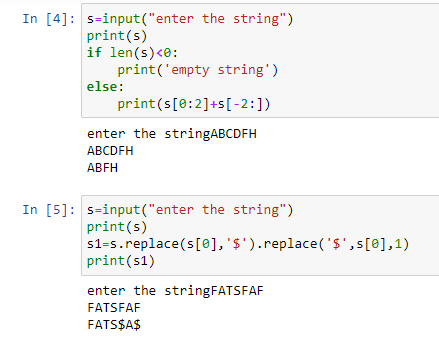 In [4]: s=input("enter the string")
print(s)
if len(s)<0:
    print('empty string')
else:
    print(s[0:2]+s[-2:])
enter the stringABCDFH
ABCDFH
ABFH
In [5]: s=input("enter the string")
print(s)
s1=s.replace(s[0],'$').replace('$',s[0],1)
print(s1)
enter the stringFATSFAF
FATSFAF
FATS$A$